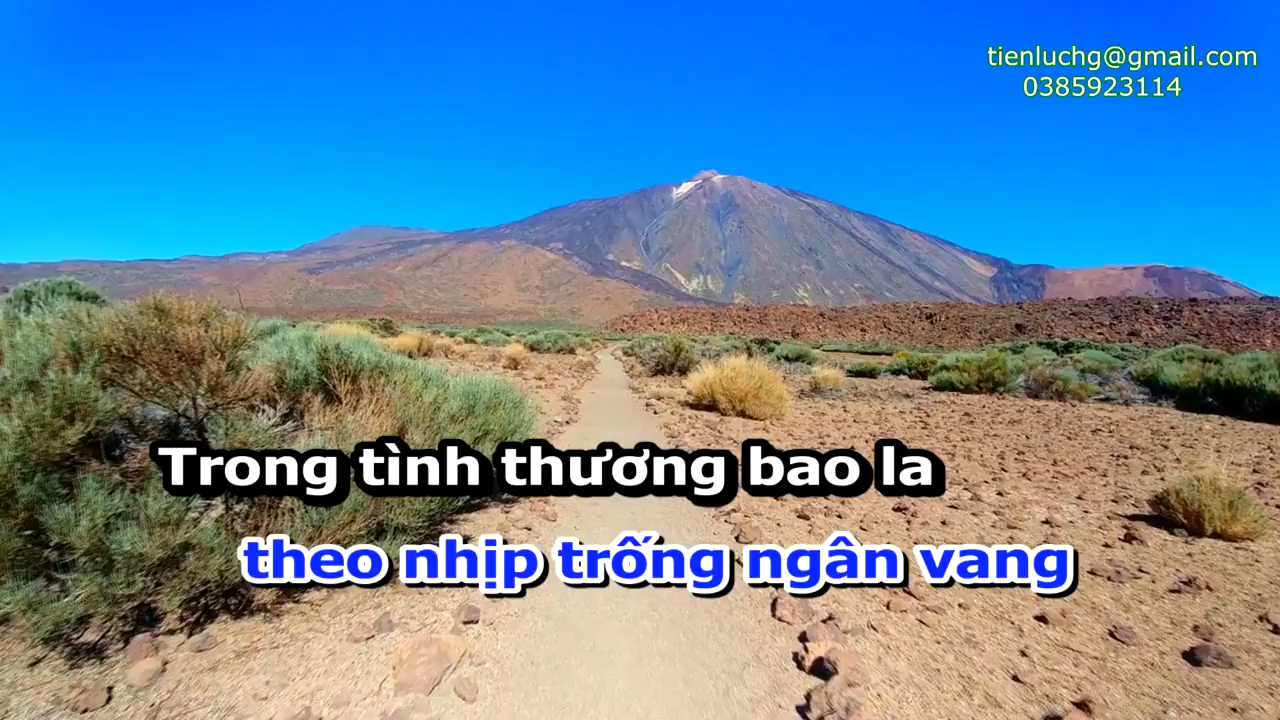 tienluchg@gmail.com
0385923114
Trong tình thương bao la
theo nhịp trống ngân vang